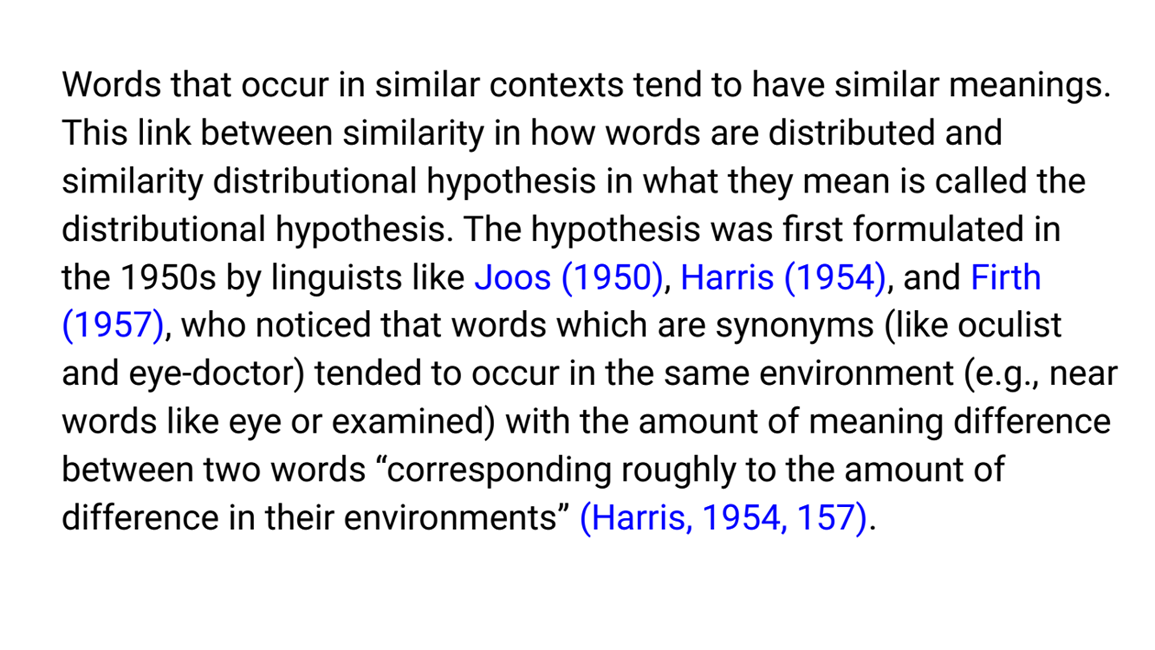 Words that occur in similar contexts tend to have similar meanings.
This link between similarity in how words are distributed and
similarity distributional hypothesis in what they mean is called the
distributional hypothesis. The hypothesis was first formulated in
the 1950s by linguists like Joos (1950), Harris (1954), and Firth
(1957), who noticed that words which are synonyms (like oculist
and eye-doctor) tended to occur in the same environment (e.g., near
words like eye or examined) with the amount of meaning difference
between two words “corresponding roughly to the amount of
difference in their environments” (Harris, 1954, 157).